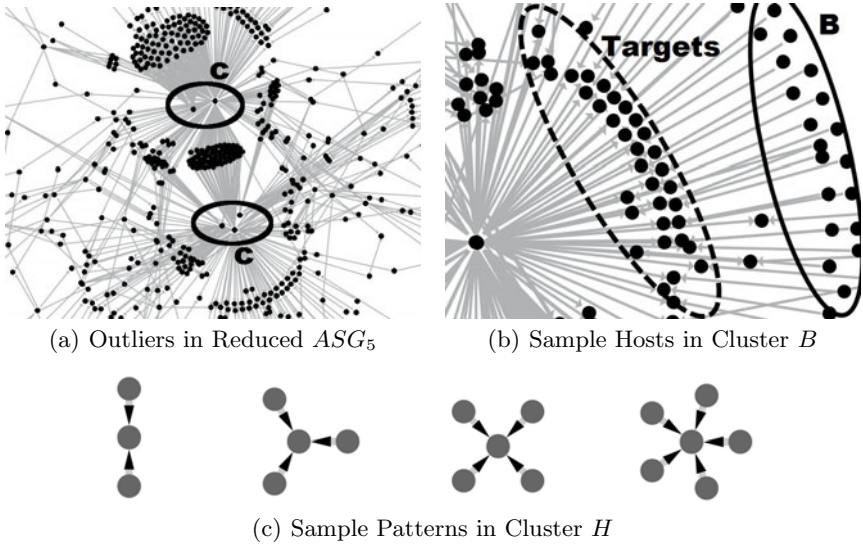 C
C
Targets
B
(a) Outliers in Reduced ASG5
(b) Sample Hosts in Cluster B
(c) Sample Patterns in Cluster H